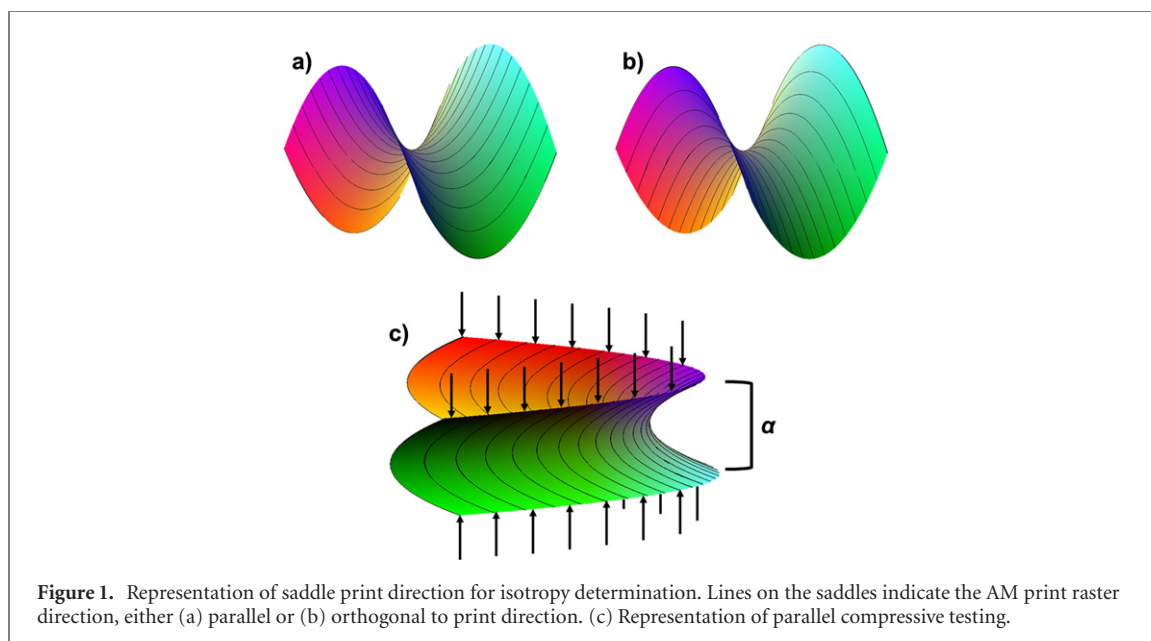 a)
b)
c)
α
Figure 1. Representation of saddle print direction for isotropy determination. Lines on the saddles indicate the AM print raster
direction, either (a) parallel or (b) orthogonal to print direction. (c) Representation of parallel compressive testing.